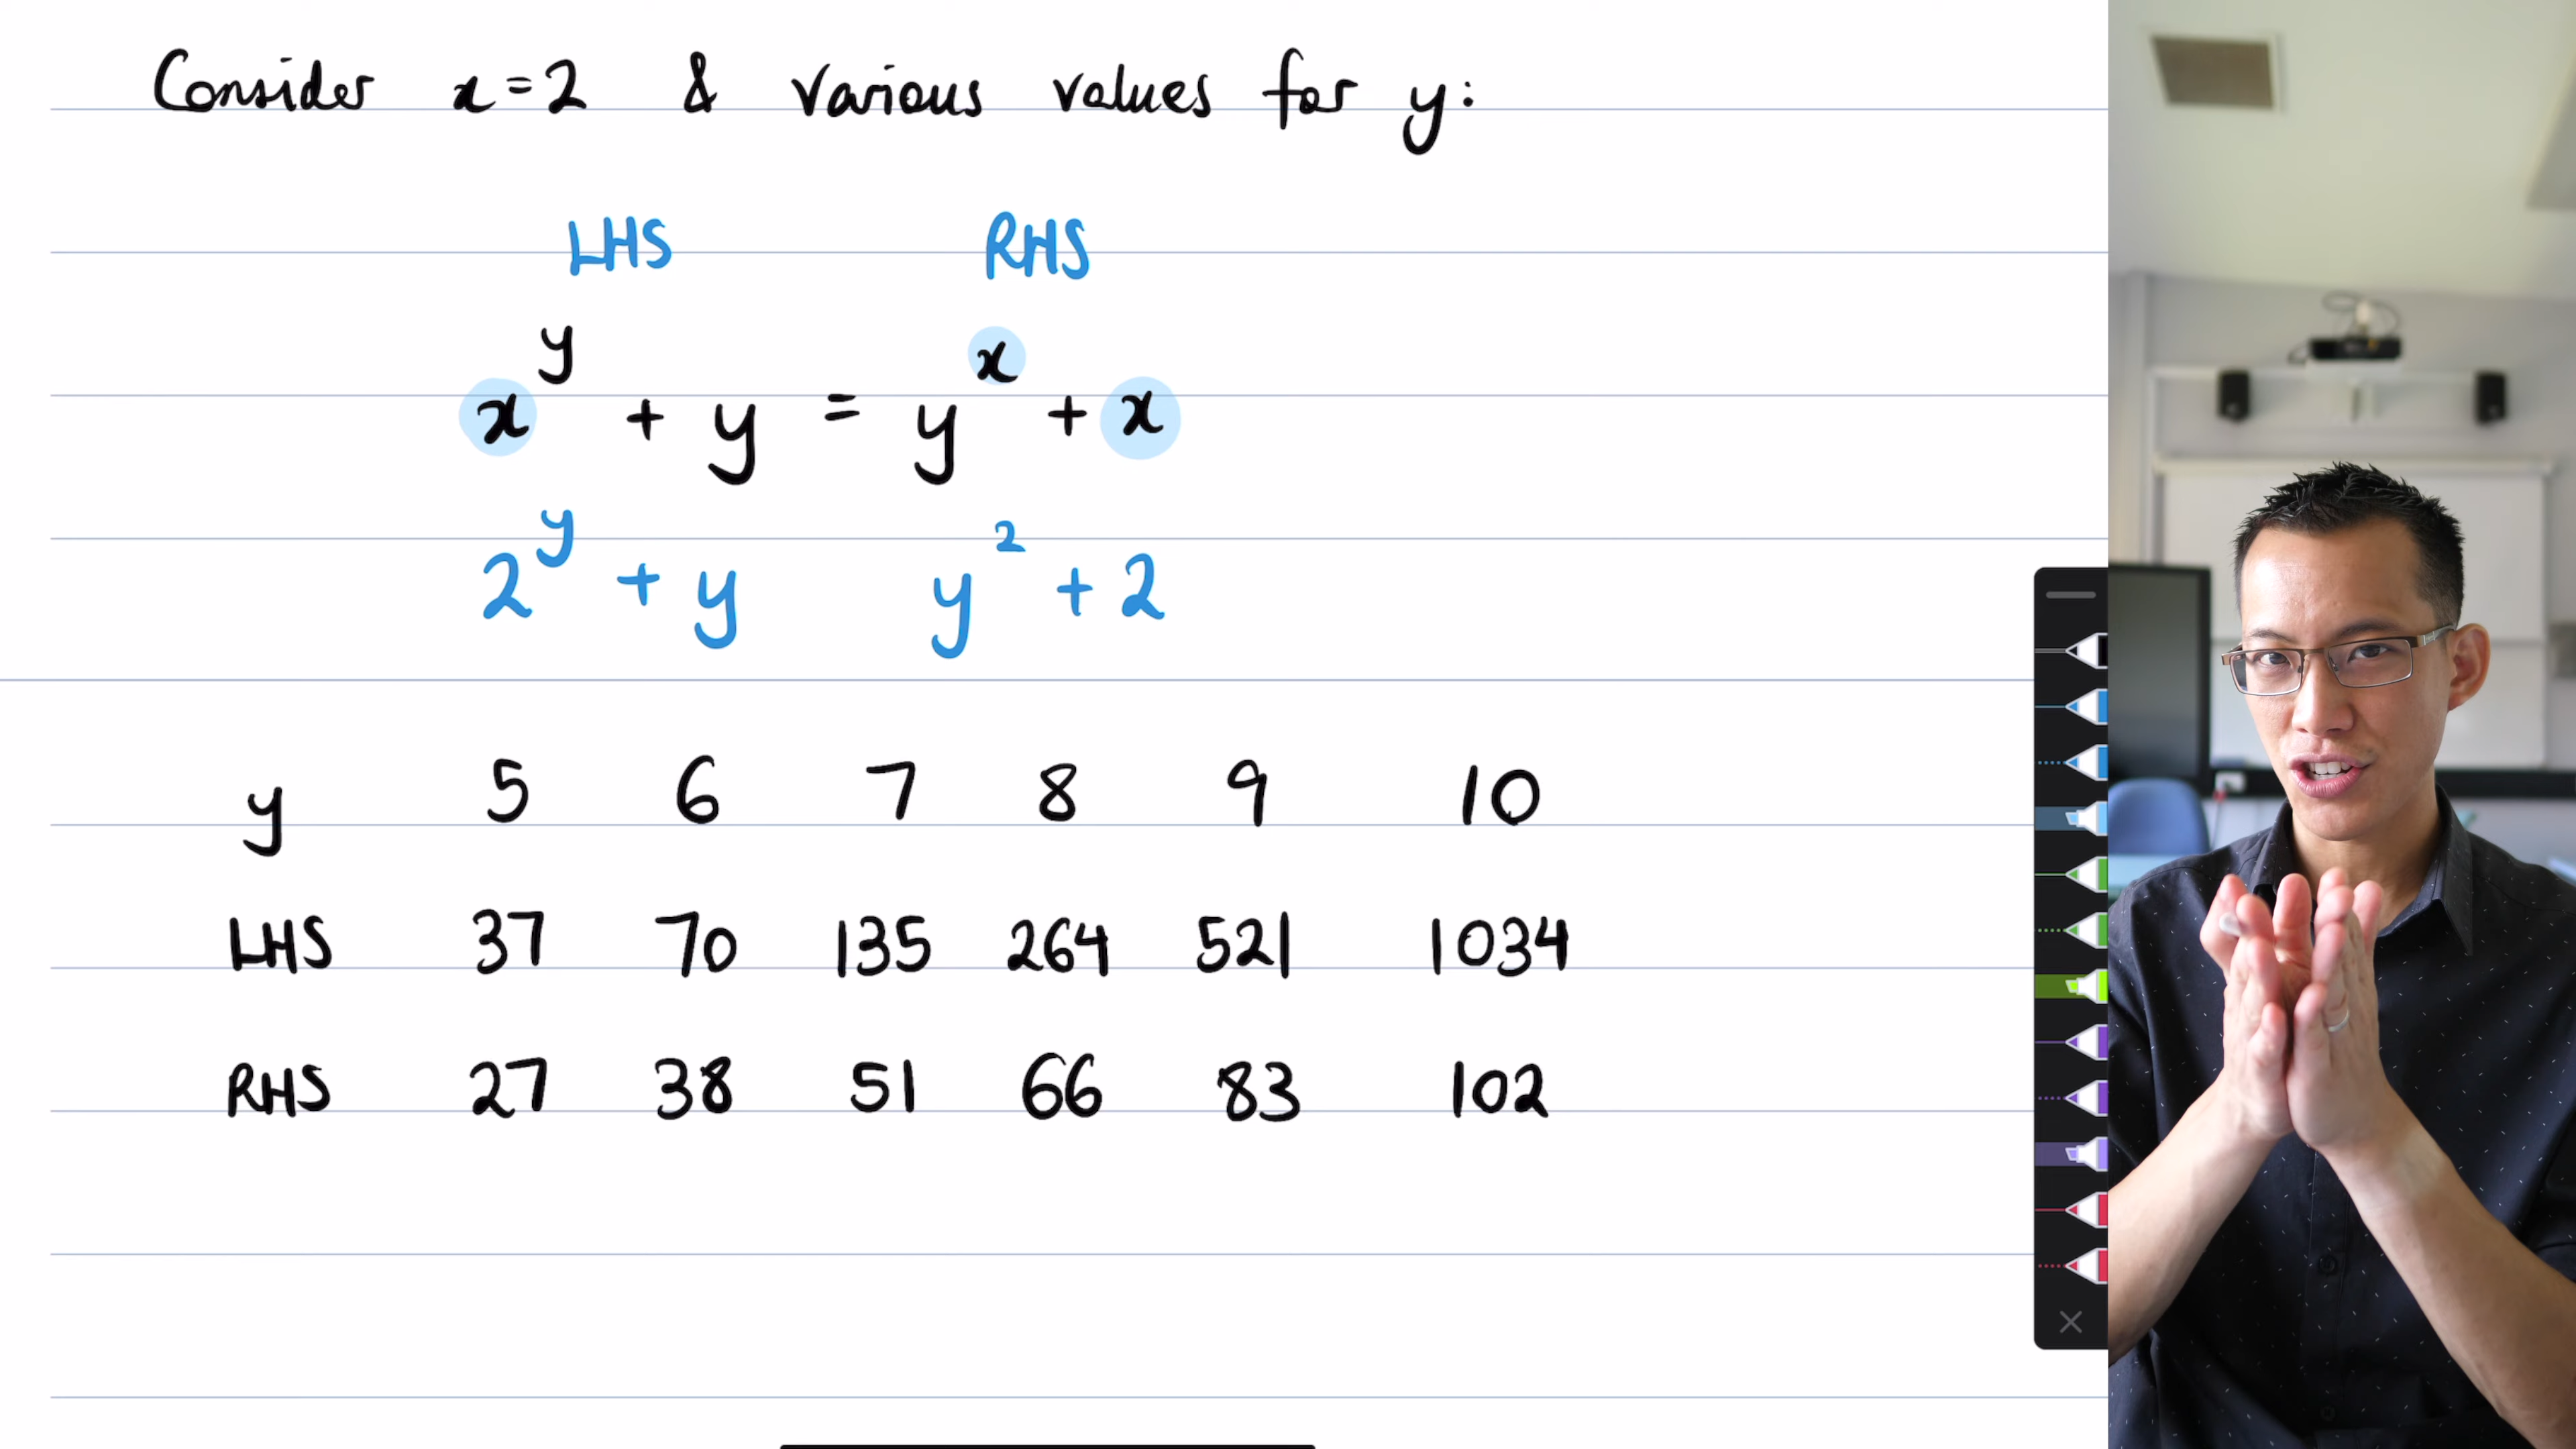 Consider x=2 & various values for y:
LHS RHS
x^y + y = y^x + x
2^y + y y^2 + 2
y 5 6 7 8 9 10
LHS 37 70 135 264 521 1034
RHS 27 38 51 66 83 102